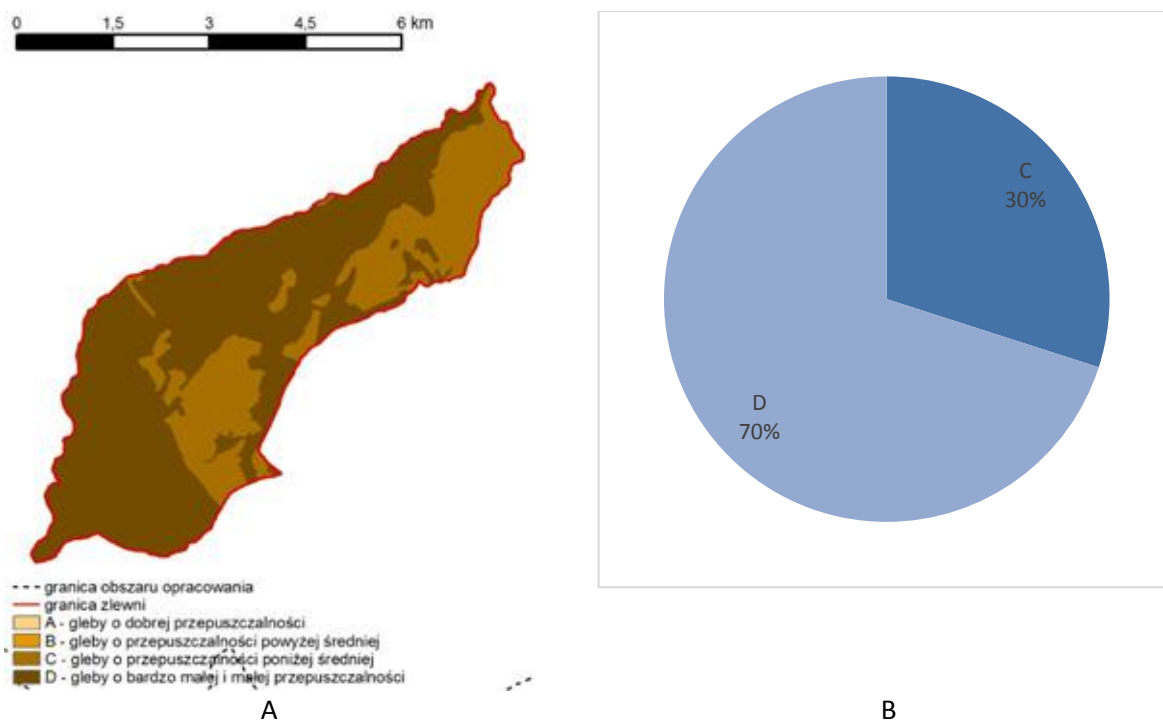 0 1,5 3 4,5 6 km
C
30%
D
70%
granica obszaru opracowania
granica zlewni
A - gleby o dobrej przepuszczalności
B - gleby o przepuszczalności powyżej średniej
C - gleby o przepuszczalności poniżej średniej
D - gleby o bardzo małej i małej przepuszczalności
A
B